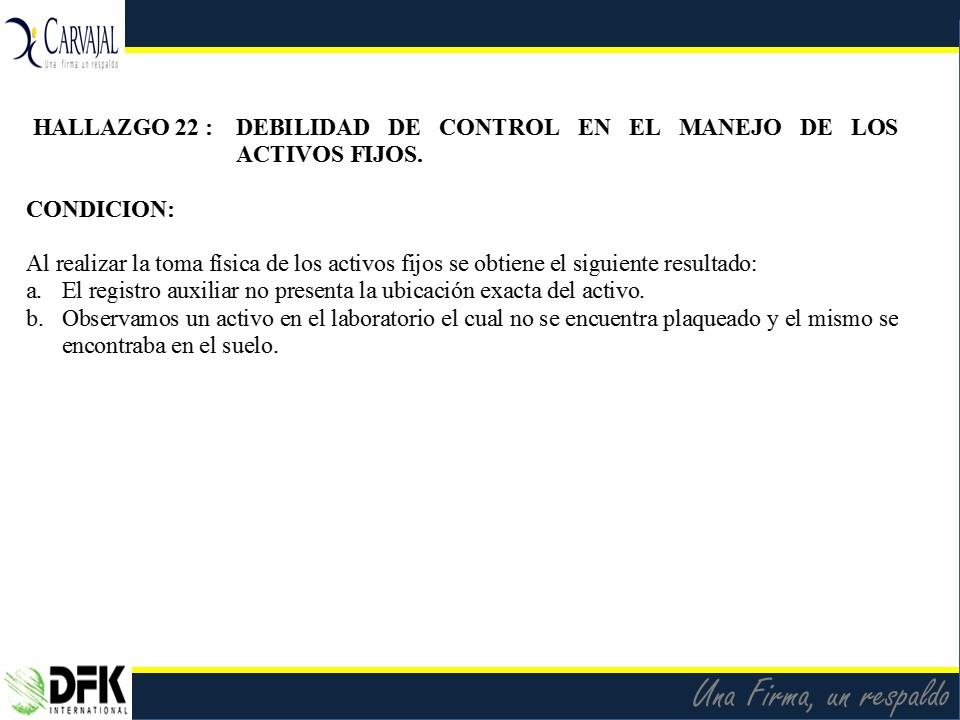 CARVAJAL
Una firma un respaldo
HALLAZGO 22 : DEBILIDAD DE CONTROL EN EL MANEJO DE LOS
ACTIVOS FIJOS.
CONDICION:
Al realizar la toma física de los activos fijos se obtiene el siguiente resultado:
a. El registro auxiliar no presenta la ubicación exacta del activo.
b. Observamos un activo en el laboratorio el cual no se encuentra plaqueado y el mismo se
encontraba en el suelo.
DFK
INTERNATIONAL
Una Firma, un respaldo